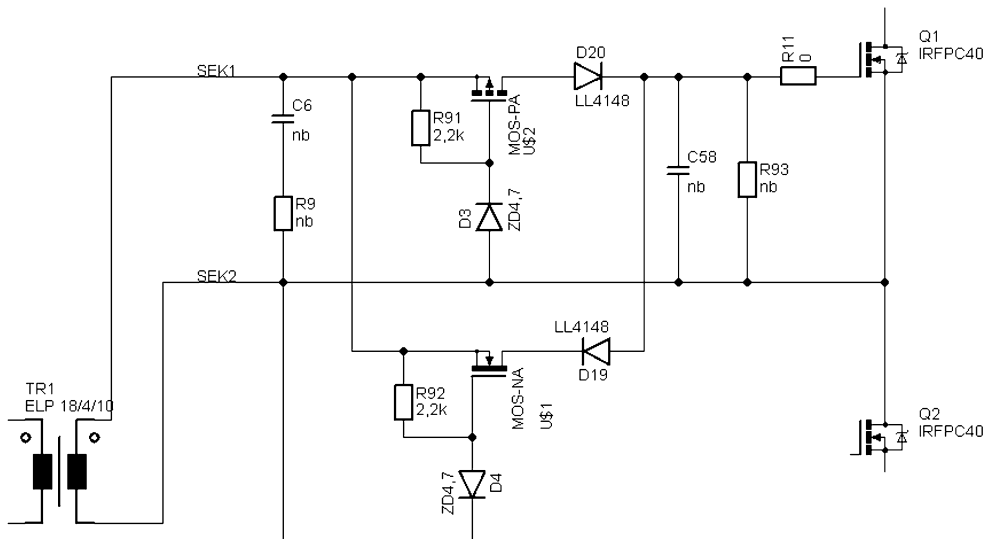 Q1
IRFPC40
D20
R11
0
SEK1
LL4148
C6
nb
R91
2,2k
MOS-PA
U$2
C58
nb
R93
nb
R9
nb
D3
ZD4,7
SEK2
LL4148
D19
TR1
ELP 18/4/10
R92
2,2k
MOS-NA
U$1
Q2
IRFPC40
ZD4,7
D4